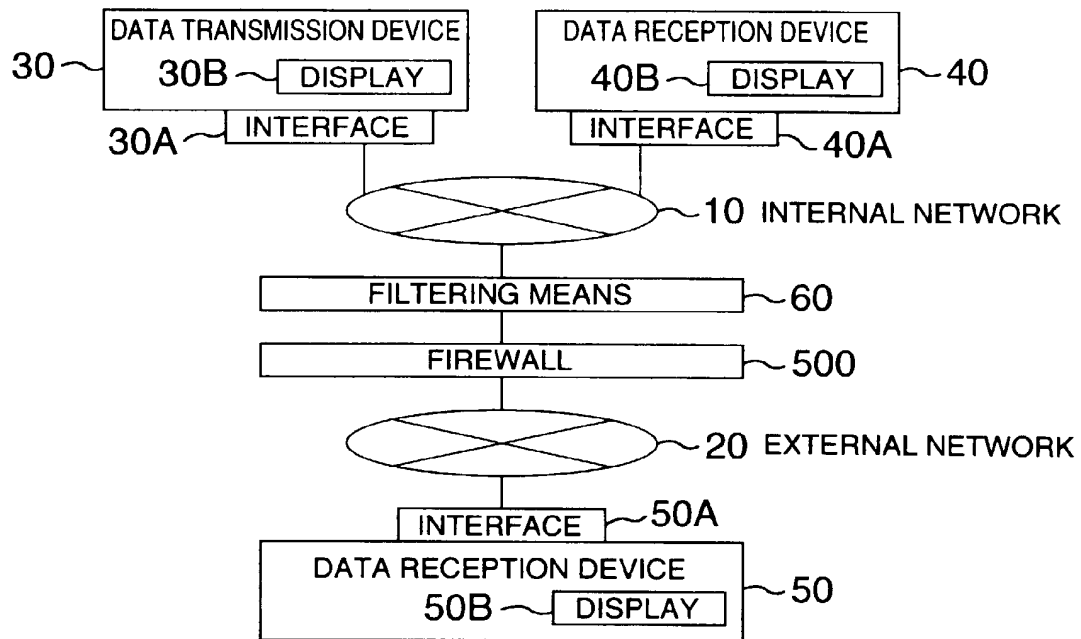 DATA TRANSMISSION DEVICE
30
30B
DISPLAY
30A
INTERFACE
DATA RECEPTION DEVICE
40
40B
DISPLAY
INTERFACE
40A
10 INTERNAL NETWORK
FILTERING MEANS
60
FIREWALL
500
20 EXTERNAL NETWORK
INTERFACE
50A
DATA RECEPTION DEVICE
50
50B
DISPLAY